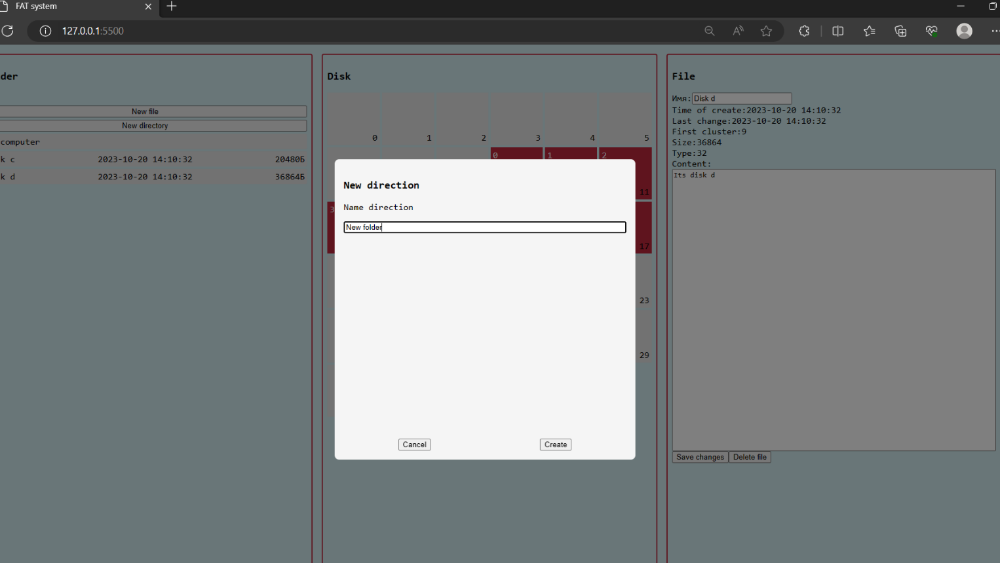 FAT system
127.0.0.1:5500
der
New file
New directory
computer
k c 2023-10-20 14:10:32 20480Б
k d 2023-10-20 14:10:32 36864Б
Disk
0 1 2 3 4 5
0 1 2
11
3
17
23
29
New direction
Name direction
New folder
Cancel Create
File
Имя: Disk d
Time of create:2023-10-20 14:10:32
Last change:2023-10-20 14:10:32
First cluster:9
Size:36864
Type:32
Content:
Its disk d
Save changes Delete file